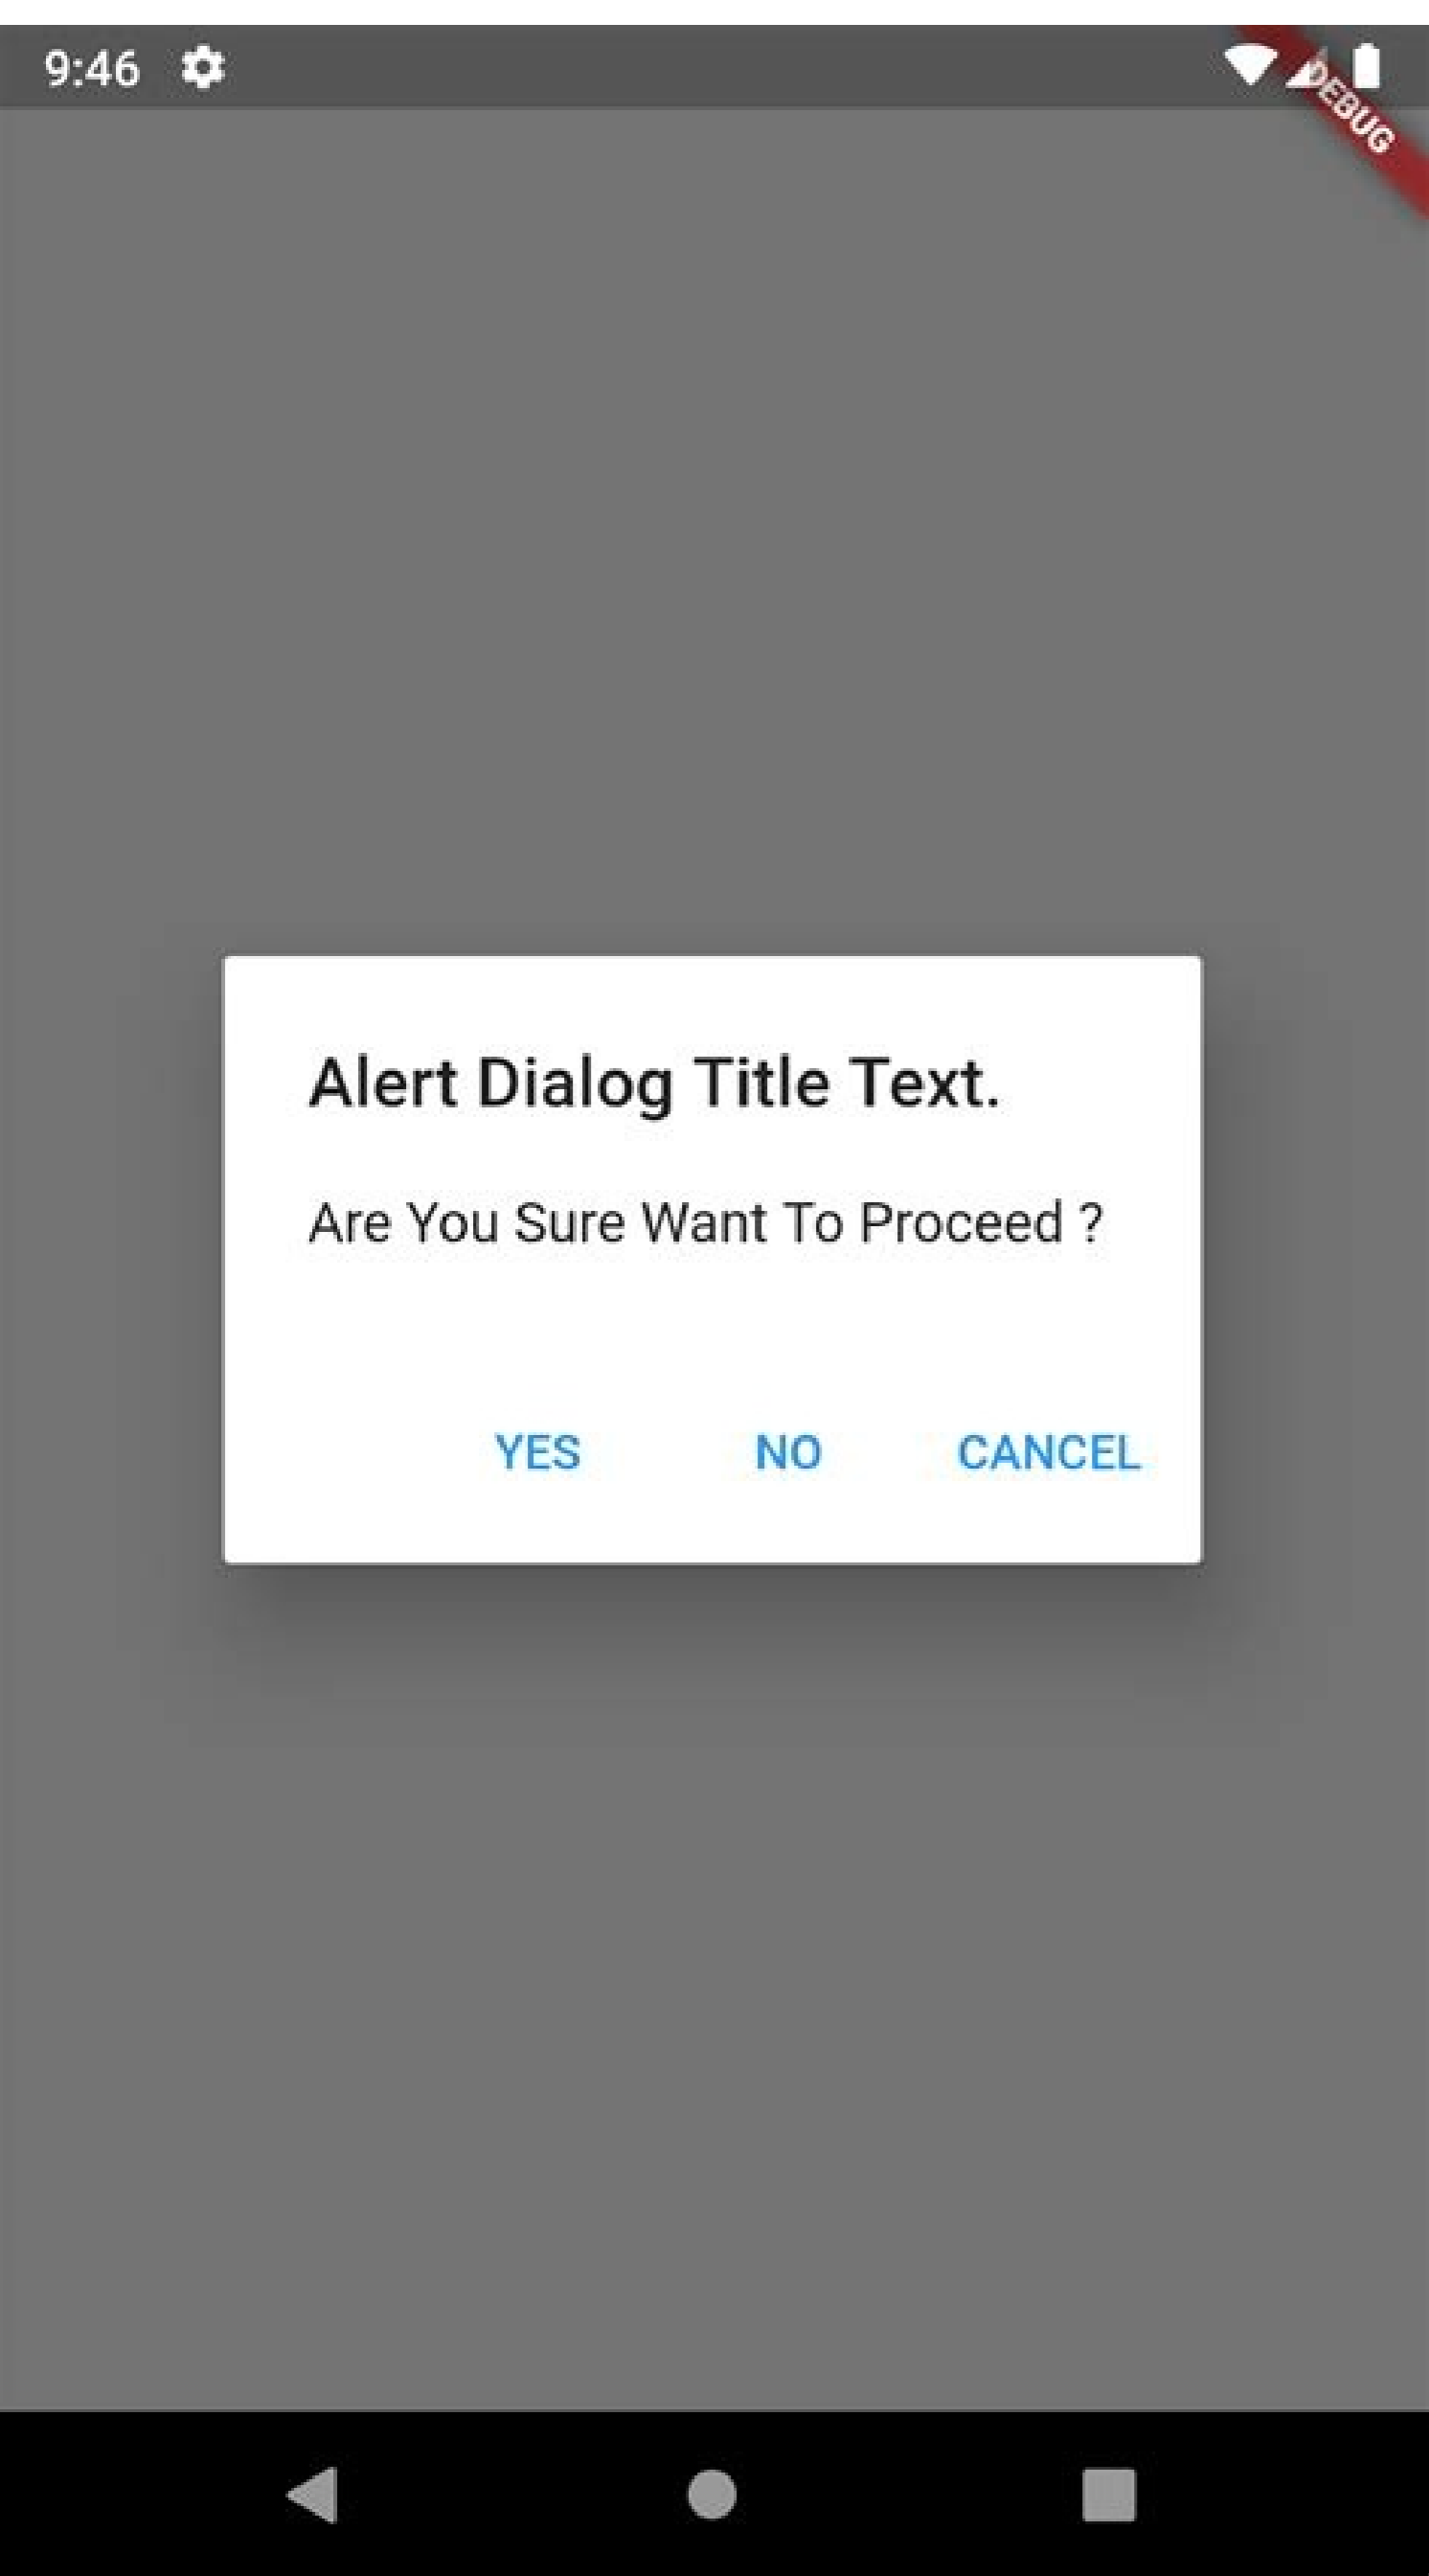 9:46
DEBUG
Alert Dialog Title Text.
Are You Sure Want To Proceed ?
YES NO CANCEL